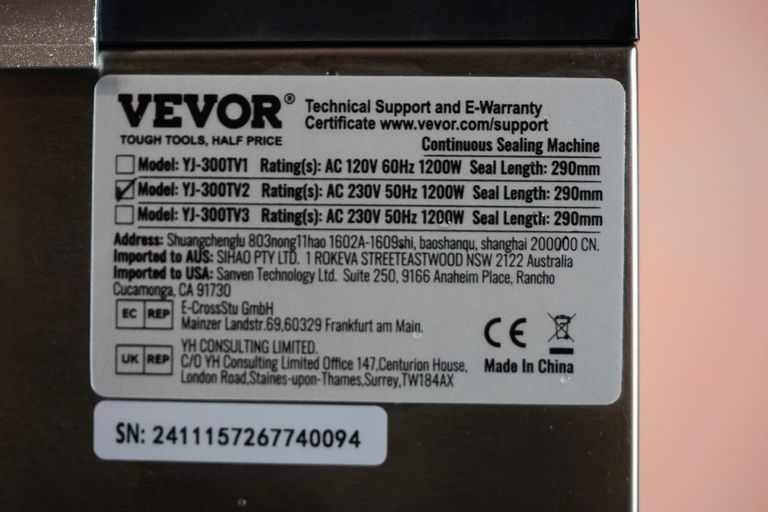 VEVOR®
TOUGH TOOLS, HALF PRICE
Technical Support and E-Warranty
Certificate www.vevor.com/support
Continuous Sealing Machine
Model: YJ-300TV1 Rating(s): AC 120V 60Hz 1200W Seal Length: 290mm
Model: YJ-300TV2 Rating(s): AC 230V 50Hz 1200W Seal Length: 290mm
Model: YJ-300TV3 Rating(s): AC 230V 50Hz 1200W Seal Length: 290mm
Address: Shuangchenglu 803nong11hao 1602A-1609shi, baoshanqu, shanghai 200000 CN.
Imported to AUS: SIHAO PTY LTD. 1 ROKEVA STREETEASTWOOD NSW 2122 Australia
Imported to USA: Sanven Technology Ltd. Suite 250, 9166 Anaheim Place, Rancho
Cucamonga, CA 91730
EC REP
E-CrossStu GmbH
Mainzer Landstr.69,60329 Frankfurt am Main.
UK REP
YH CONSULTING LIMITED.
C/O YH Consulting Limited Office 147,Centurion House,
London Road,Staines-upon-Thames,Surrey,TW184AX
CE
Made In China
SN: 2411157267740094